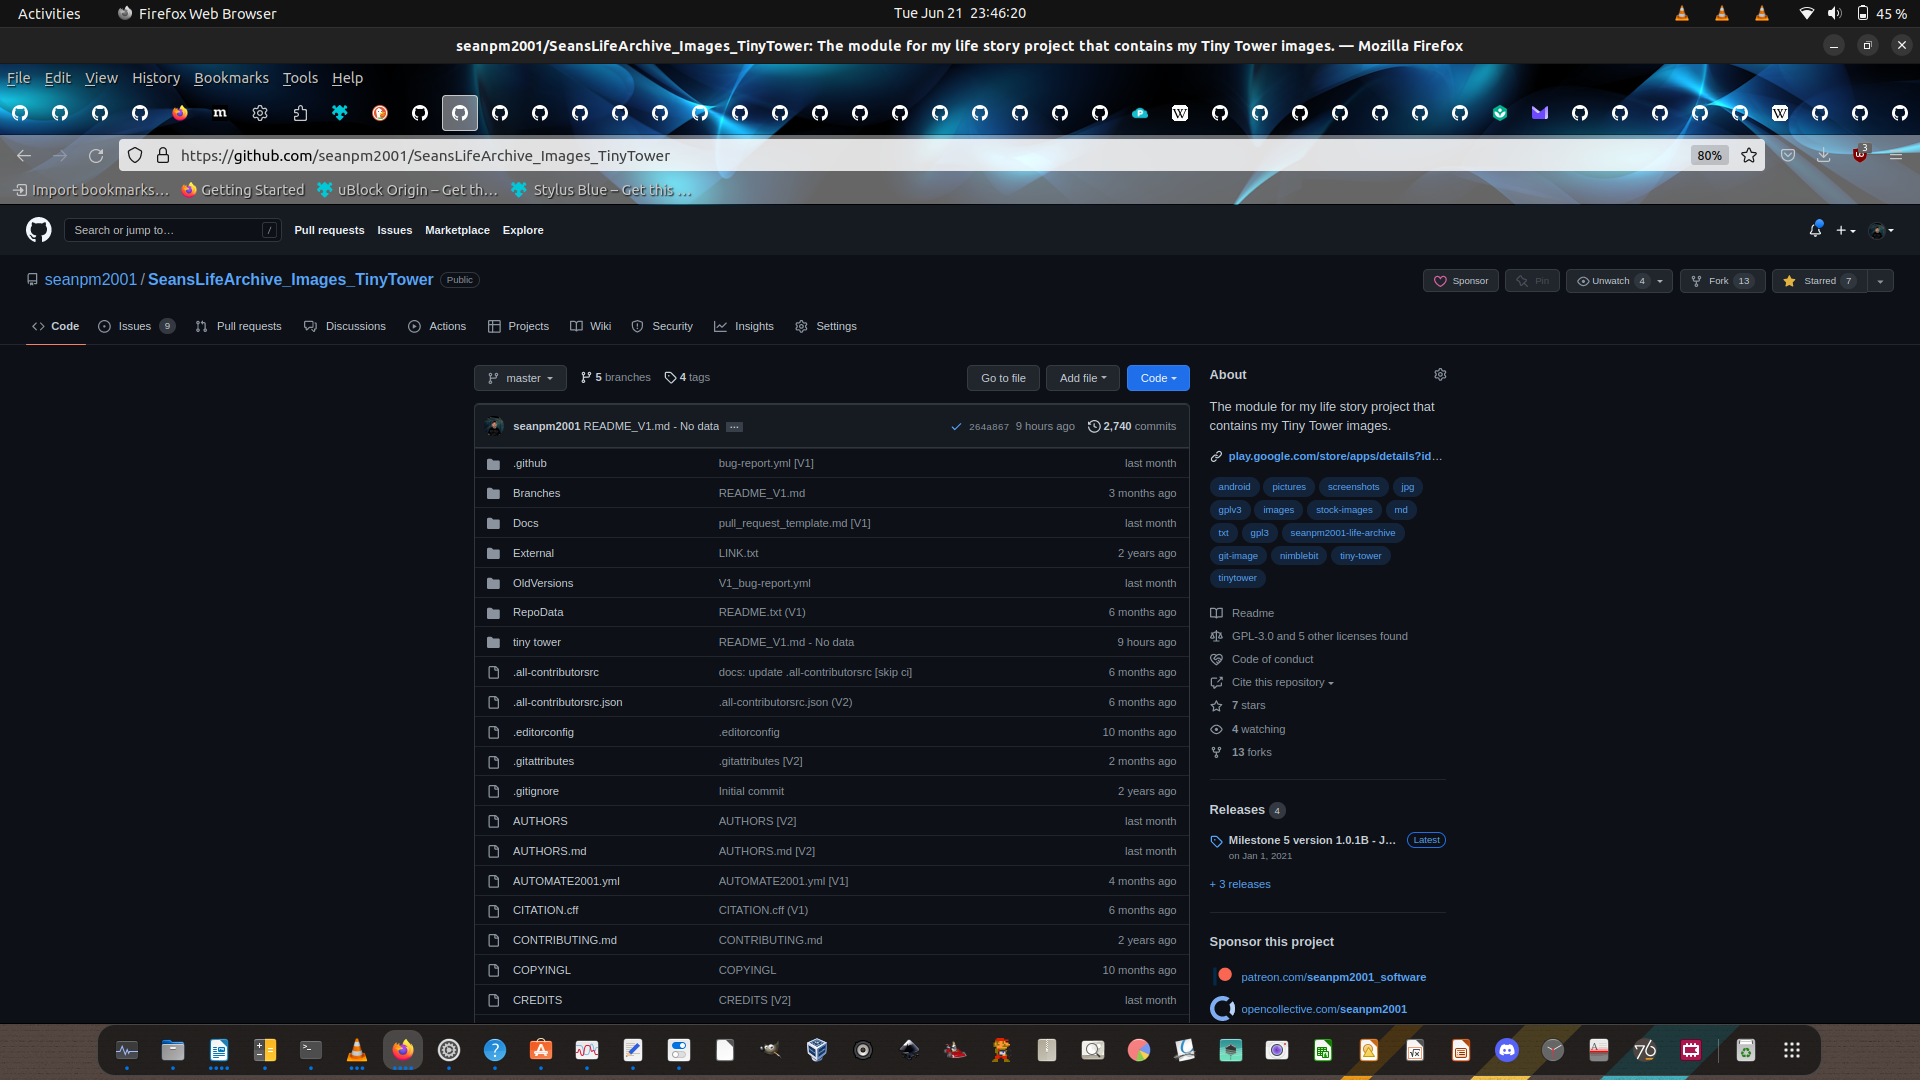 Activities Firefox Web Browser Tue Jun 21 23:46:20 45 %
seanpm2001/SeansLifeArchive_Images_TinyTower: The module for my life story project that contains my Tiny Tower images. — Mozilla Firefox
File Edit View History Bookmarks Tools Help
https://github.com/seanpm2001/SeansLifeArchive_Images_TinyTower 80% 3
Import bookmarks… Getting Started uBlock Origin – Get th… Stylus Blue – Get this …
Search or jump to… / Pull requests Issues Marketplace Explore
seanpm2001 / SeansLifeArchive_Images_TinyTower Public Sponsor Pin Unwatch 4 Fork 13 Starred 7
Code Issues 9 Pull requests Discussions Actions Projects Wiki Security Insights Settings
master 5 branches 4 tags Go to file Add file Code
seanpm2001 README_V1.md - No data ... 264a867 9 hours ago 2,740 commits
.github bug-report.yml [V1] last month
Branches README_V1.md 3 months ago
Docs pull_request_template.md [V1] last month
External LINK.txt 2 years ago
OldVersions V1_bug-report.yml last month
RepoData README.txt (V1) 6 months ago
tiny tower README_V1.md - No data 9 hours ago
.all-contributorsrc docs: update .all-contributorsrc [skip ci] 6 months ago
.all-contributorsrc.json .all-contributorsrc.json (V2) 6 months ago
.editorconfig .editorconfig 10 months ago
.gitattributes .gitattributes [V2] 2 months ago
.gitignore Initial commit 2 years ago
AUTHORS AUTHORS [V2] last month
AUTHORS.md AUTHORS.md [V2] last month
AUTOMATE2001.yml AUTOMATE2001.yml [V1] 4 months ago
CITATION.cff CITATION.cff (V1) 6 months ago
CONTRIBUTING.md CONTRIBUTING.md 2 years ago
COPYINGL COPYINGL 10 months ago
CREDITS CREDITS [V2] last month
About
The module for my life story project that
contains my Tiny Tower images.
play.google.com/store/apps/details?id…
android pictures screenshots jpg
gplv3 images stock-images md
txt gpl3 seanpm2001-life-archive
git-image nimblebit tiny-tower
tinytower
Readme
GPL-3.0 and 5 other licenses found
Code of conduct
Cite this repository
7 stars
4 watching
13 forks
Releases 4
Milestone 5 version 1.0.1B - J… Latest
on Jan 1, 2021
+ 3 releases
Sponsor this project
patreon.com/seanpm2001_software
opencollective.com/seanpm2001
76